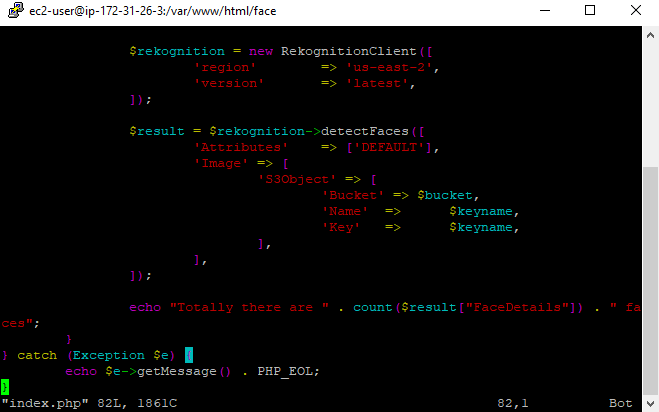 ec2-user@ip-172-31-26-3:/var/www/html/face
$rekognition = new RekognitionClient([
'region' => 'us-east-2',
'version' => 'latest',
]);
$result = $rekognition->detectFaces([
'Attributes' => ['DEFAULT'],
'Image' => [
'S3Object' => [
'Bucket' => $bucket,
'Name' => $keyname,
'Key' => $keyname,
],
],
]);
echo "Totally there are " . count($result["FaceDetails"]) . " fa
ces";
}
} catch (Exception $e) {
echo $e->getMessage() . PHP_EOL;
}
"index.php" 82L, 1861C 82,1 Bot